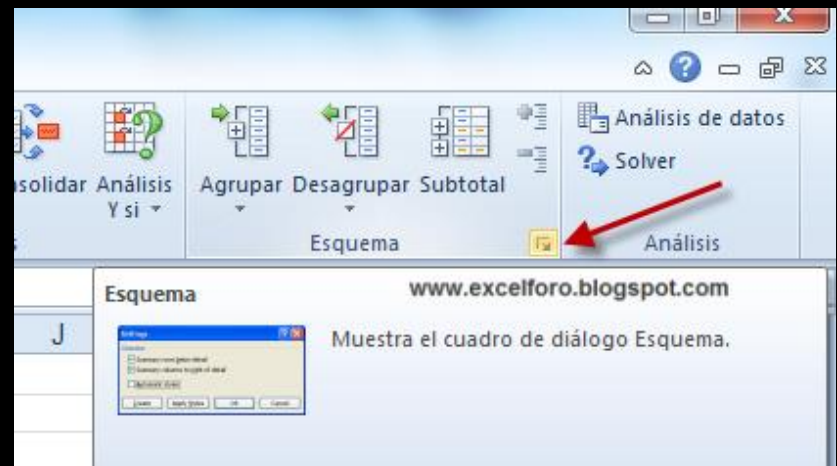 Análisis de datos
Solver
Análisis
Y si
Agrupar Desagrupar Subtotal
Esquema
Análisis
Esquema
www.excelforo.blogspot.com
J
Muestra el cuadro de diálogo Esquema.